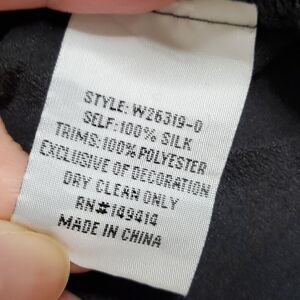 STYLE: W26319-0
SELF:100% SILK
TRIMS:100% POLYESTER
EXCLUSIVE OF DECORATION
DRY CLEAN ONLY
RN#149414
MADE IN CHINA